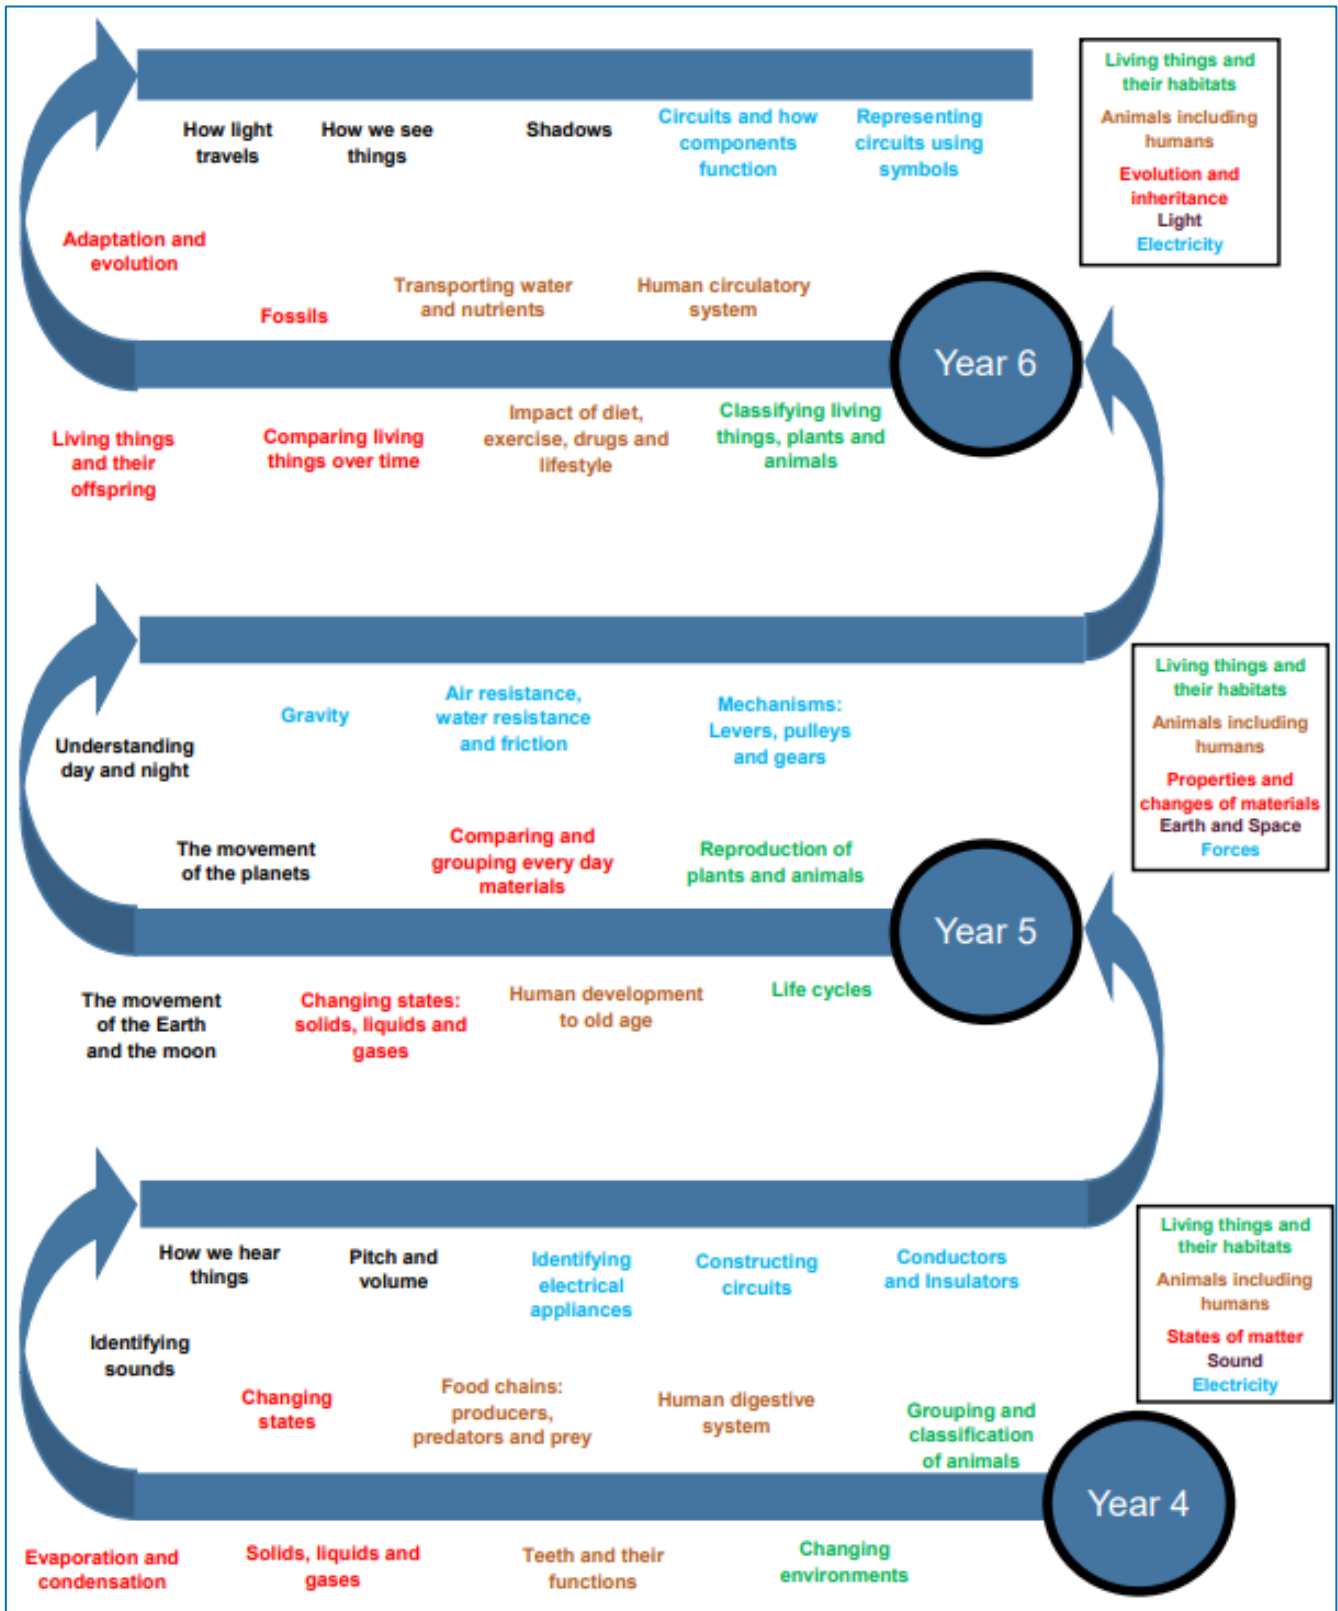 How light
travels
How we see
things
Shadows
Circuits and how
components
function
Representing
circuits using
symbols
Living things and
their habitats
Animals including
humans
Evolution and
inheritance
Light
Electricity
Adaptation and
evolution
Fossils
Transporting water
and nutrients
Human circulatory
system
Year 6
Living things
and their
offspring
Comparing living
things over time
Impact of diet,
exercise, drugs and
lifestyle
Classifying living
things, plants and
animals
Gravity
Air resistance,
water resistance
and friction
Mechanisms:
Levers, pulleys
and gears
Living things and
their habitats
Animals including
humans
Properties and
changes of materials
Earth and Space
Forces
Understanding
day and night
The movement
of the planets
Comparing and
grouping every day
materials
Reproduction of
plants and animals
Year 5
The movement
of the Earth
and the moon
Changing states:
solids, liquids and
gases
Human development
to old age
Life cycles
How we hear
things
Pitch and
volume
Identifying
electrical
appliances
Constructing
circuits
Conductors
and Insulators
Living things and
their habitats
Animals including
humans
States of matter
Sound
Electricity
Identifying
sounds
Changing
states
Food chains:
producers,
predators and prey
Human digestive
system
Grouping and
classification
of animals
Year 4
Evaporation and
condensation
Solids, liquids and
gases
Teeth and their
functions
Changing
environments